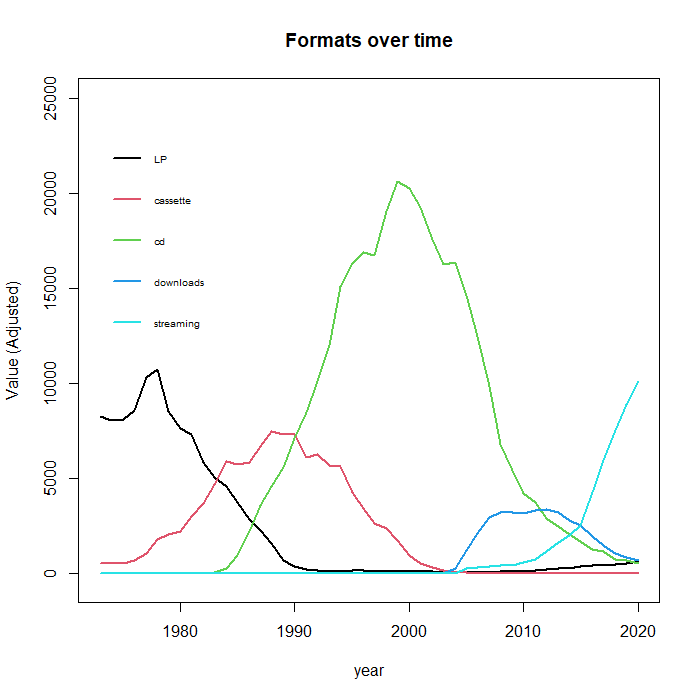 Formats over time
Value (Adjusted)
25000
20000
15000
10000
5000
0
LP
cassette
cd
downloads
streaming
1980 1990 2000 2010 2020
year